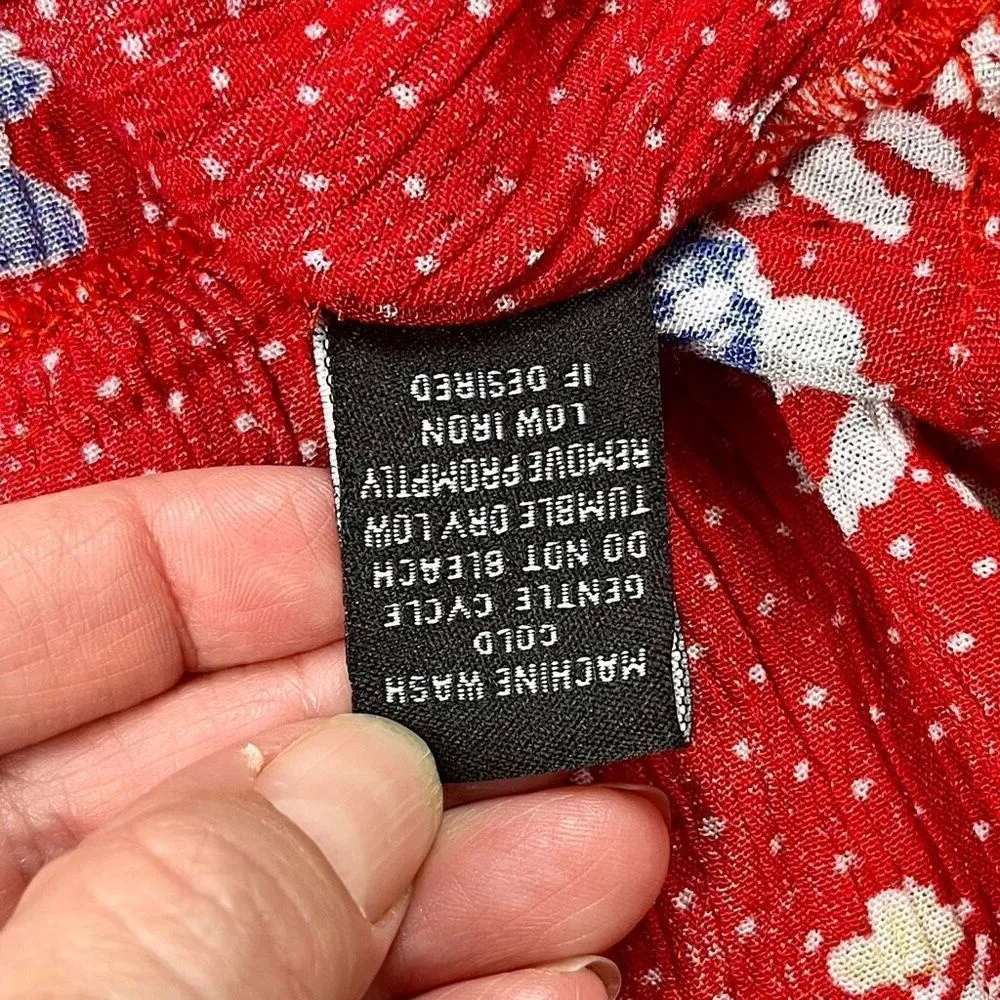 MACHINE WASH
COLD
GENTLE CYCLE
DO NOT BLEACH
TUMBLE DRY LOW
REMOVE PROMPTLY
LOW IRON
IF DESIRED